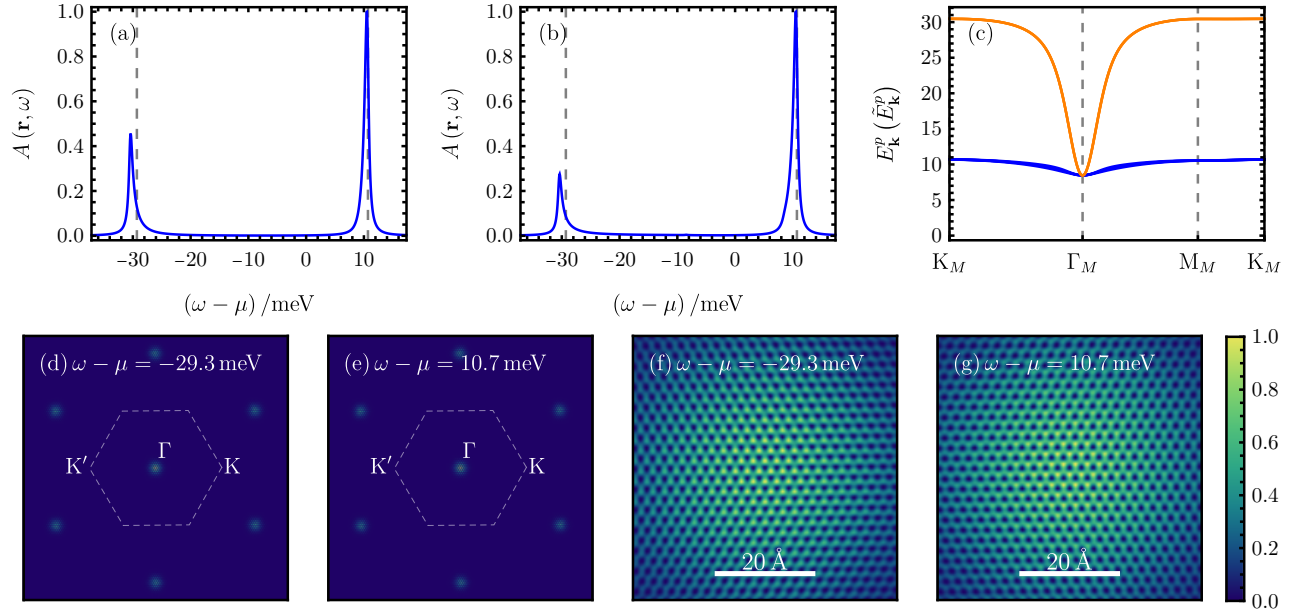 (a)
A (r, ω)
1.0
0.8
0.6
0.4
0.2
0.0
−30 −20 −10 0 10
(ω − μ) /meV
(b)
A (r, ω)
1.0
0.8
0.6
0.4
0.2
0.0
−30 −20 −10 0 10
(ω − μ) /meV
(c)
E^p_k (Ẽ^p_k)
30
25
20
15
10
5
0
K_M Γ_M M_M K_M
(d) ω − μ = −29.3 meV
K′ Γ K
(e) ω − μ = 10.7 meV
K′ Γ K
(f) ω − μ = −29.3 meV
20 Å
(g) ω − μ = 10.7 meV
20 Å
1.0
0.8
0.6
0.4
0.2
0.0